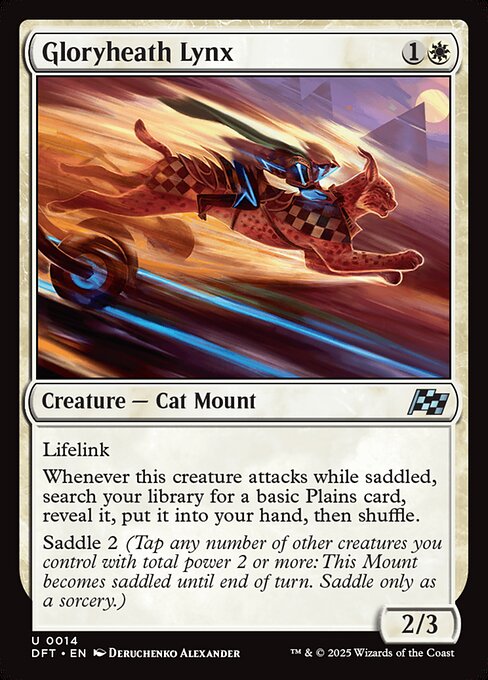 Gloryheath Lynx 1
Creature — Cat Mount
Lifelink
Whenever this creature attacks while saddled,
search your library for a basic Plains card,
reveal it, put it into your hand, then shuffle.
Saddle 2 (Tap any number of other creatures you
control with total power 2 or more: This Mount
becomes saddled until end of turn. Saddle only as
a sorcery.)
2/3
U 0014
DFT • EN Deruchenko Alexander
™ & © 2025 Wizards of the Coast